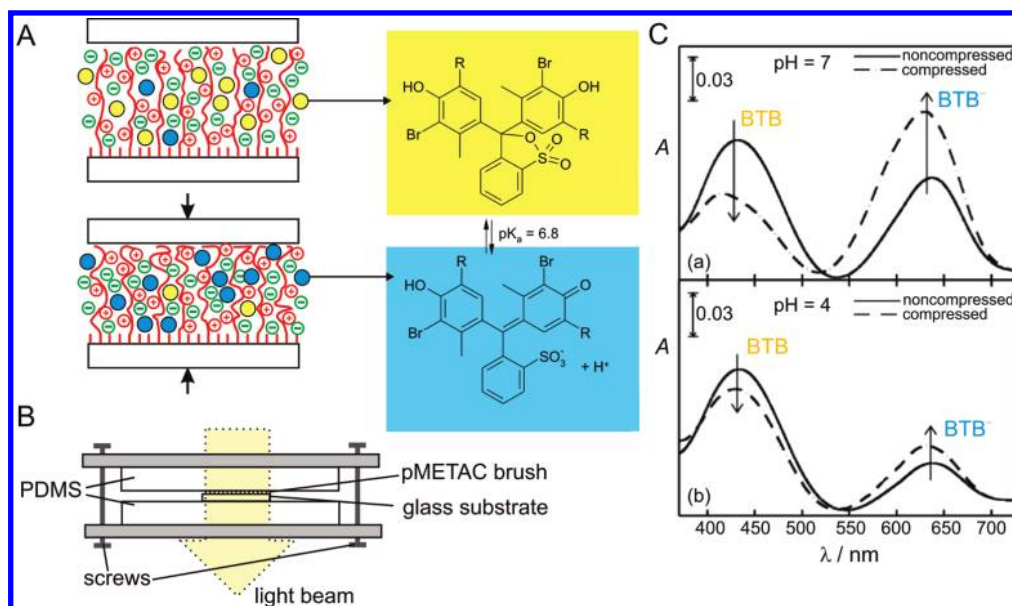 A
R
Br
HO
OH
Br
R
O
S
O
O
pKa = 6.8
R
Br
HO
O
Br
R
SO3-
+ H+
B
PDMS
pMETAC brush
glass substrate
screws
light beam
C
0.03
pH = 7
noncompressed
compressed
BTB
BTB-
A
(a)
0.03
pH = 4
noncompressed
compressed
BTB
BTB-
A
(b)
400 450 500 550 600 650 700
λ / nm